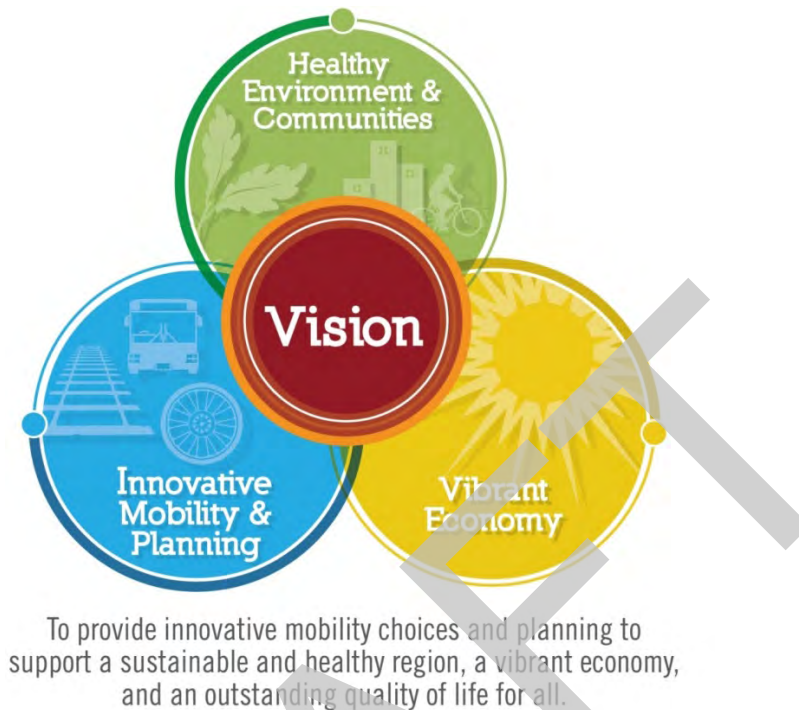 Healthy
Environment &
Communities
Vision
Innovative
Mobility &
Planning
Vibrant
Economy
To provide innovative mobility choices and planning to
support a sustainable and healthy region, a vibrant economy,
and an outstanding quality of life for all.